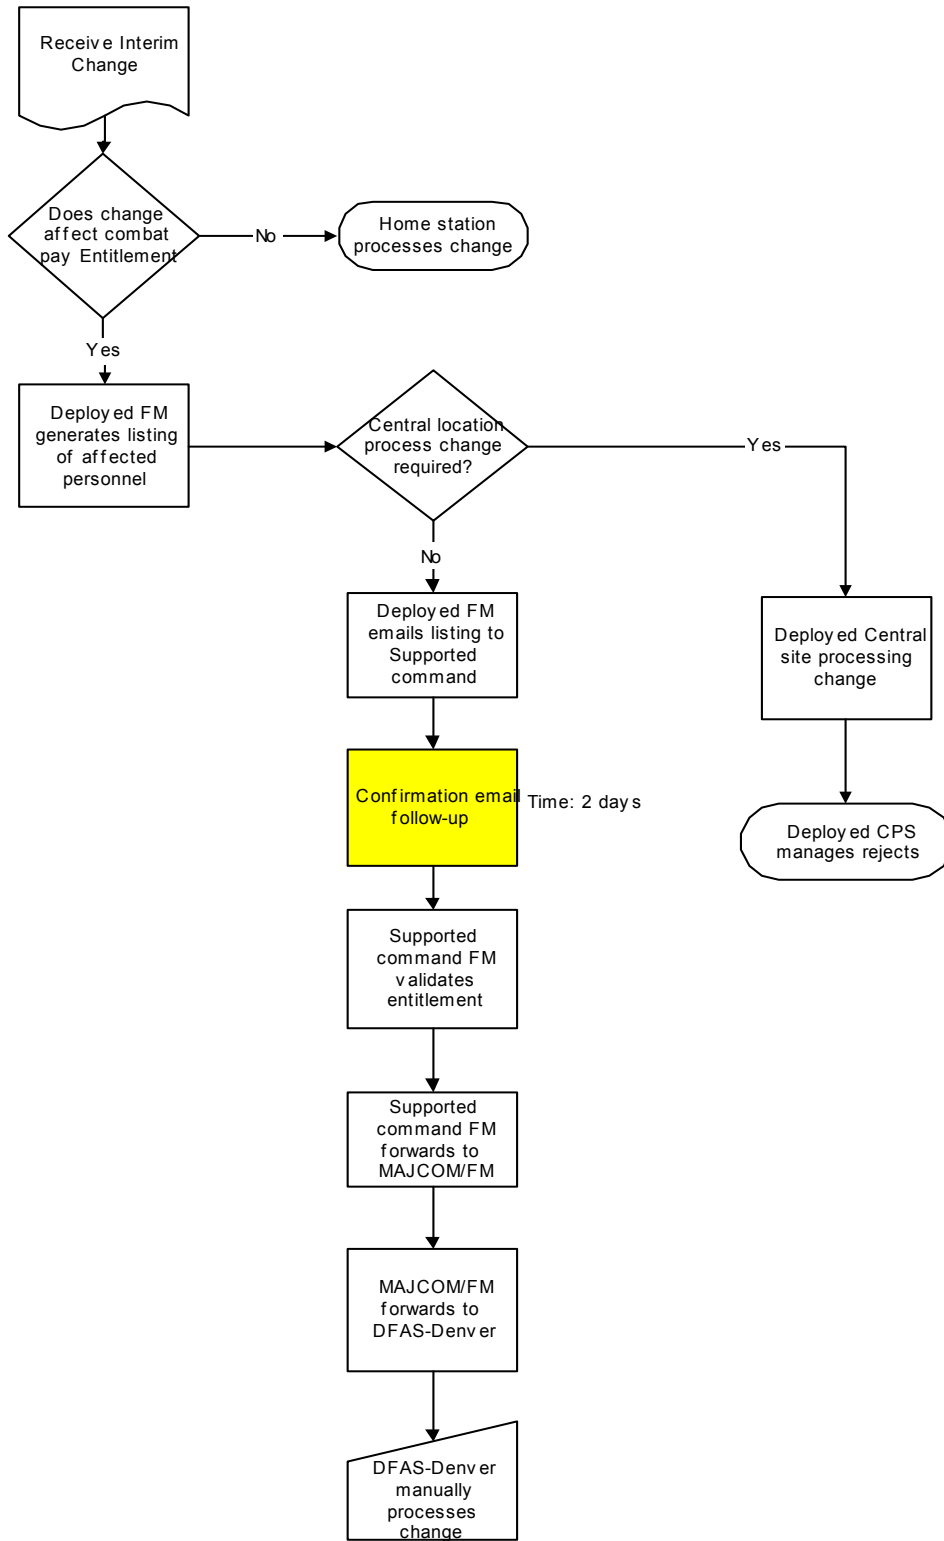 Receive Interim
Change
Does change
affect combat
pay Entitlement
No
Home station
processes change
Yes
Deployed FM
generates listing
of affected
personnel
Central location
process change
required?
Yes
No
Deployed FM
emails listing to
Supported
command
Deployed Central
site processing
change
Confirmation email
follow-up
Time: 2 days
Deployed CPS
manages rejects
Supported
command FM
validates
entitlement
Supported
command FM
forwards to
MAJCOM/FM
MAJCOM/FM
forwards to
DFAS-Denver
DFAS-Denver
manually
processes
change